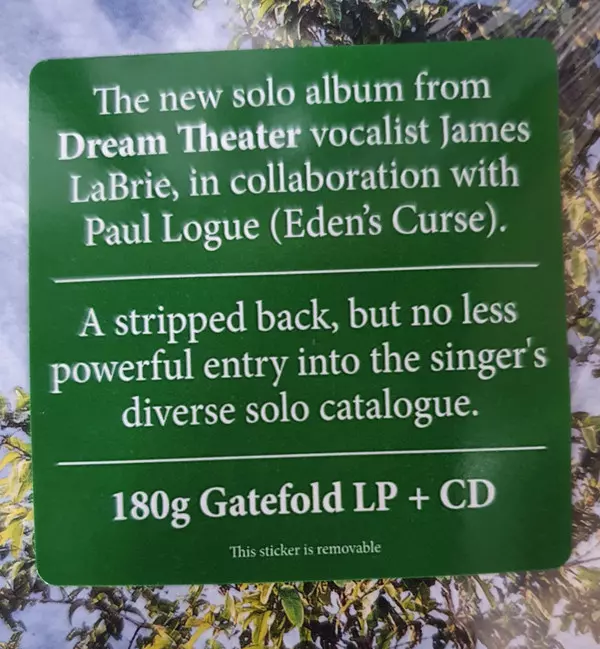 The new solo album from
Dream Theater vocalist James
LaBrie, in collaboration with
Paul Logue (Eden's Curse).
A stripped back, but no less
powerful entry into the singer's
diverse solo catalogue.
180g Gatefold LP + CD
This sticker is removable